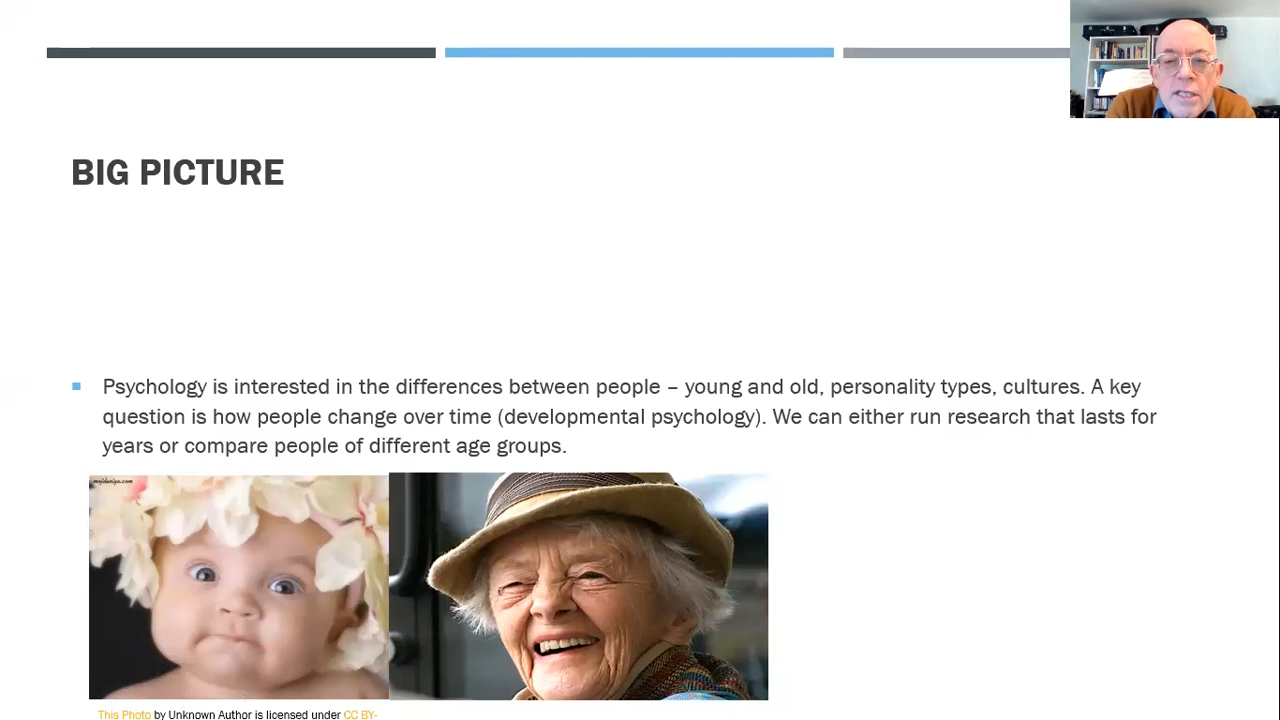 BIG PICTURE
Psychology is interested in the differences between people – young and old, personality types, cultures. A key
question is how people change over time (developmental psychology). We can either run research that lasts for
years or compare people of different age groups.
This Photo by Unknown Author is licensed under CC BY-